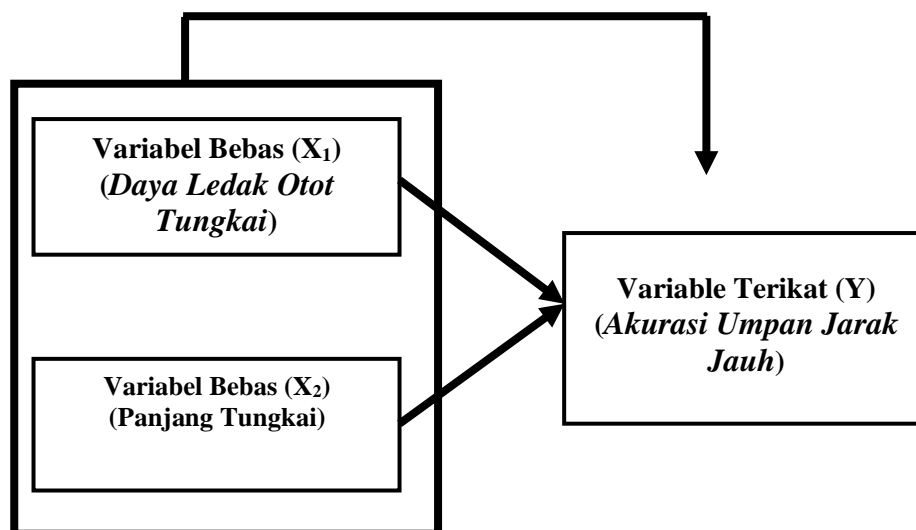 Variabel Bebas (X₁)
(Daya Ledak Otot
Tungkai)
Variabel Bebas (X₂)
(Panjang Tungkai)
Variable Terikat (Y)
(Akurasi Umpan Jarak
Jauh)